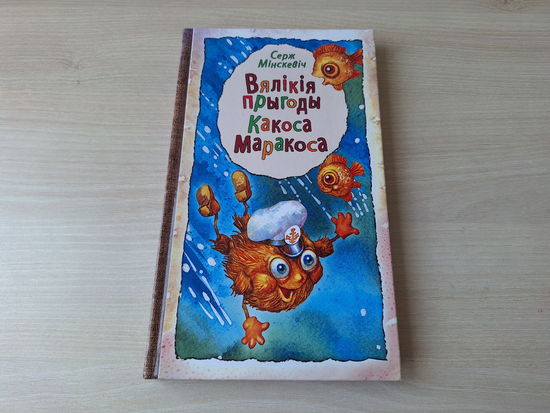 Серж
Мінскевіч
Вялікія
прыгоды
Какоса
Маракоса